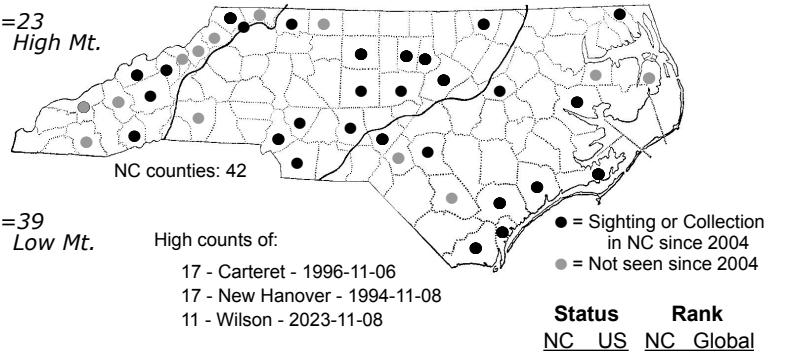 =23
High Mt.
NC counties: 42
=39
Low Mt.
High counts of:
17 - Carteret - 1996-11-06
17 - New Hanover - 1994-11-08
11 - Wilson - 2023-11-08
● = Sighting or Collection
in NC since 2004
● = Not seen since 2004
Status Rank
NC US NC Global